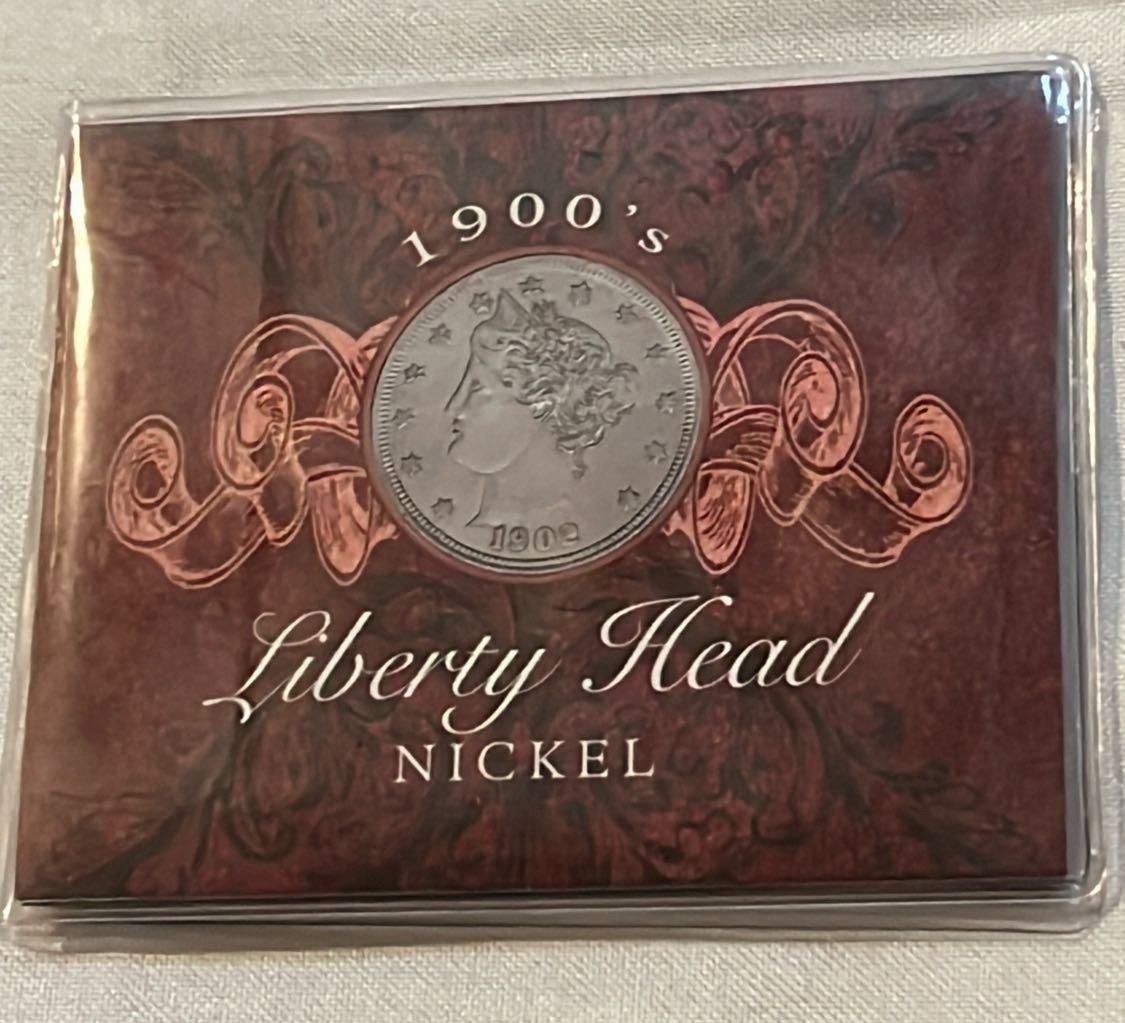 1900's
1902
Liberty Head
NICKEL